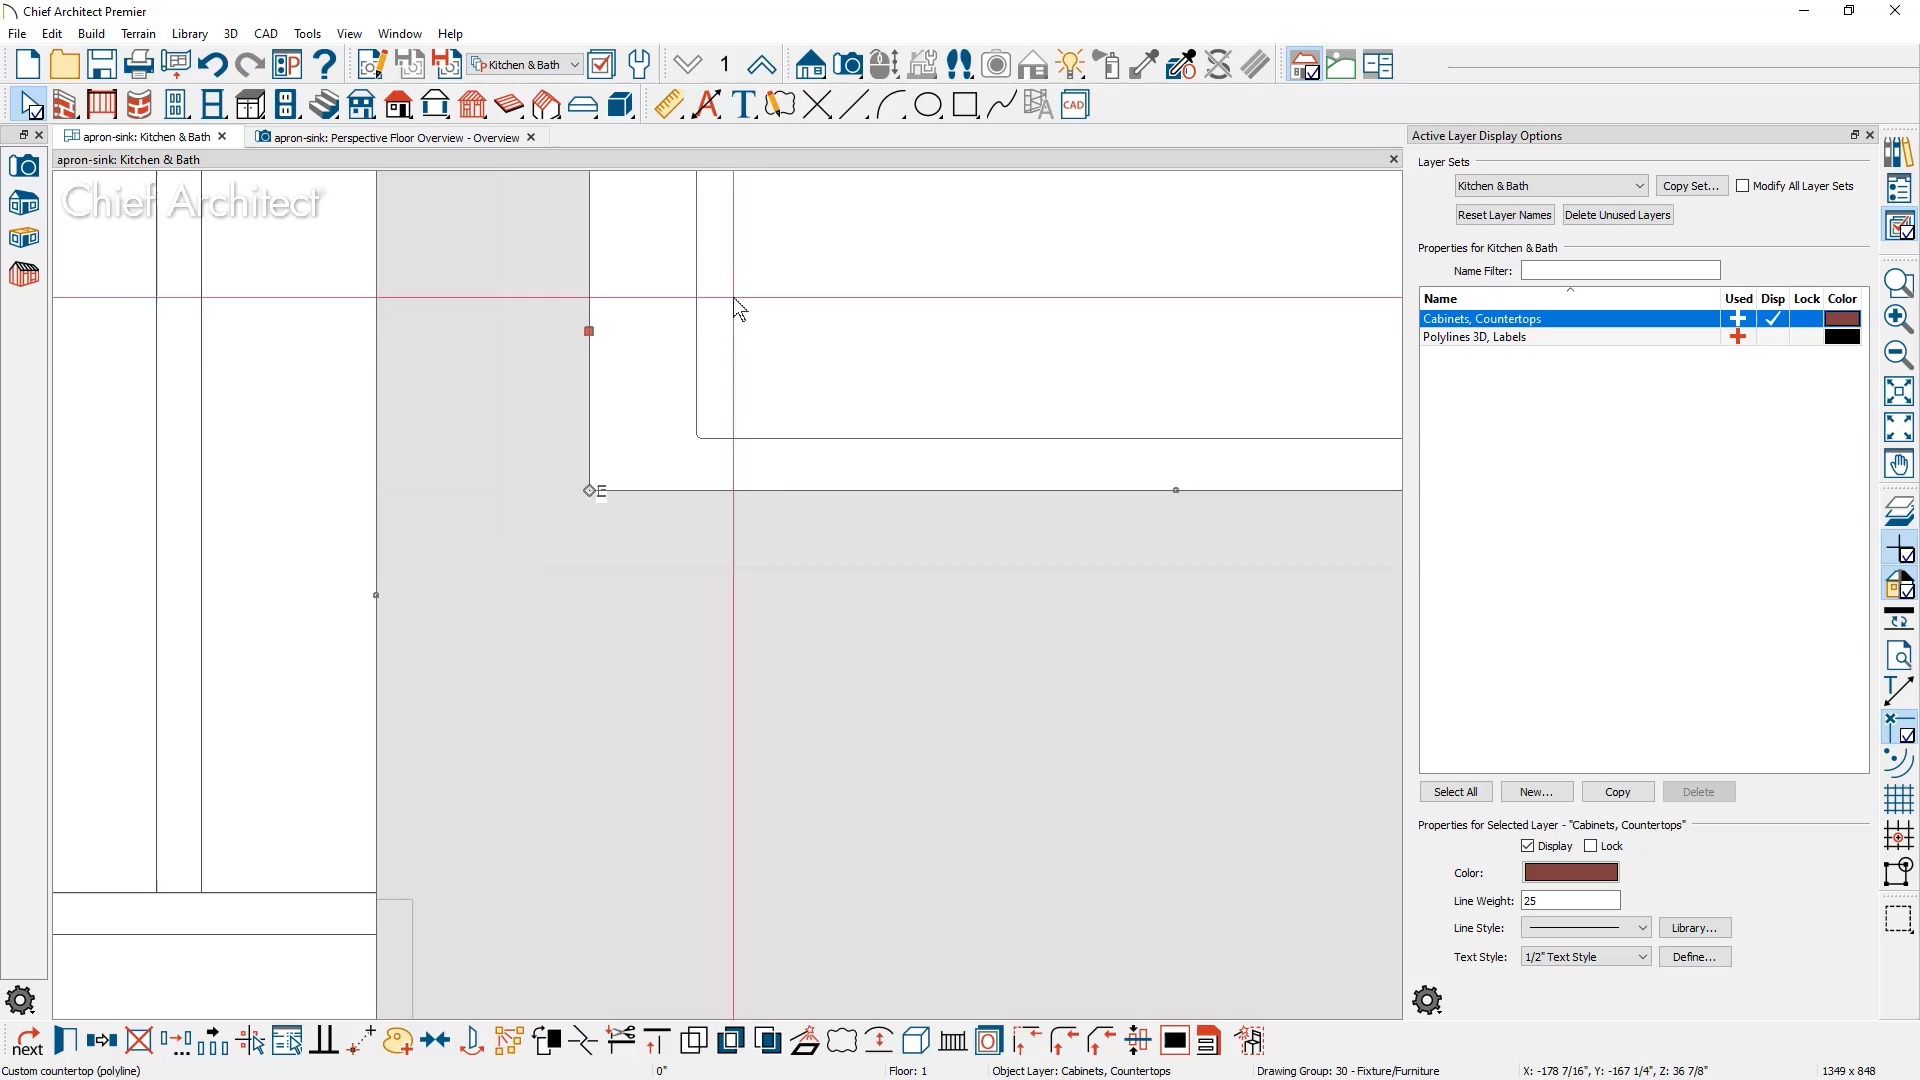 Chief Architect Premier
File Edit Build Terrain Library 3D CAD Tools View Window Help
Kitchen & Bath
1
CAD
apron-sink: Kitchen & Bath
apron-sink: Perspective Floor Overview - Overview
apron-sink: Kitchen & Bath
Chief Architect
E
Active Layer Display Options
Layer Sets
Kitchen & Bath Copy Set... Modify All Layer Sets
Reset Layer Names Delete Unused Layers
Properties for Kitchen & Bath
Name Filter:
Name Used Disp Lock Color
Cabinets, Countertops
Polylines 3D, Labels
Select All New... Copy Delete
Properties for Selected Layer - "Cabinets, Countertops"
Display Lock
Color:
Line Weight: 25
Line Style: Library...
Text Style: 1/2" Text Style Define...
next
Custom countertop (polyline) 0" Floor: 1 Object Layer: Cabinets, Countertops Drawing Group: 30 - Fixture/Furniture X: -178 7/16", Y: -167 1/4", Z: 36 7/8" 1349 x 848